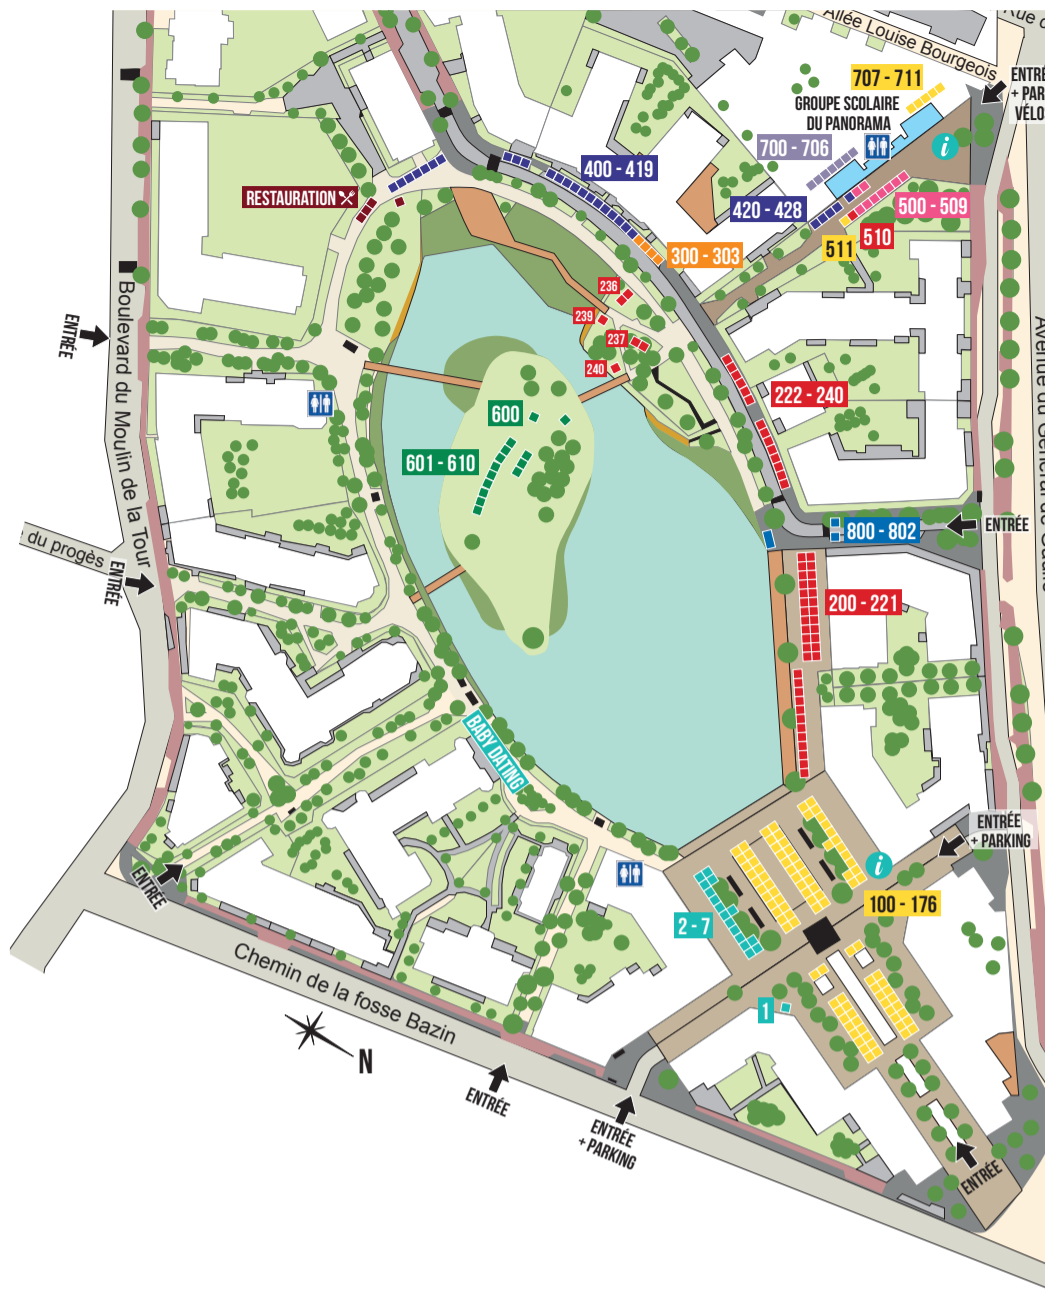 Allée Louise Bourgeois
Rue
707 - 711
ENTRÉ
+ PAR
VÉLO
GROUPE SCOLAIRE
DU PANORAMA
i
700 - 706
400 - 419
RESTAURATION
420 - 428
500 - 509
510
511
300 - 303
236
239
237
240
ENTRÉE
Boulevard du Moulin de la Tour
Avenue du Général de Gaulle
222 - 240
600
601 - 610
800 - 802
ENTRÉE
du progès
ENTRÉE
200 - 221
BABY DATING
ENTRÉE
+ PARKING
i
ENTRÉE
100 - 176
2 - 7
1
Chemin de la fosse Bazin
N
ENTRÉE
ENTRÉE
+ PARKING
ENTRÉE